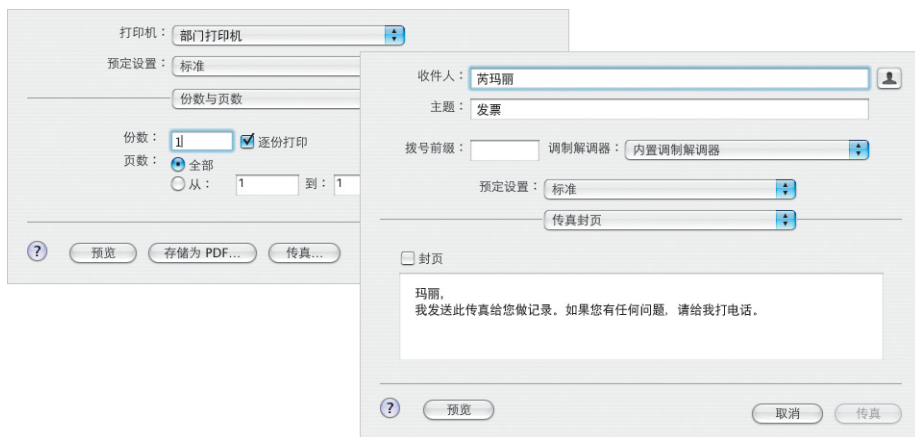 打印机：部门打印机
预定设置：标准
份数与页数
份数：1 逐份打印
页数：全部
从：1 到：1
? 预览 存储为 PDF... 传真...
收件人：芮玛丽
主题：发票
拨号前缀： 调制解调器：内置调制解调器
预定设置：标准
传真封页
封页
玛丽，
我发送此传真给您做记录。如果您有任何问题，请给我打电话。
? 预览 取消 传真